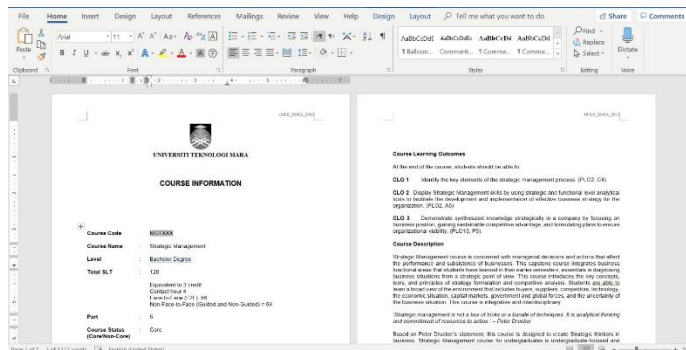 File Home Insert Design Layout References Mailings Review View Help Design Layout Tell me what you want to do Share Comments
Paste
Arial 11
Find
Replace
Select
Dictate
AaBbCcDdI AaBbCcDdEe AaBbCcDd AaBbCcDd
1 Balloon... Comment... 1 Comme... 1 Comme...
Clipboard Font Paragraph Styles Editing Voice
UNIVERSITI TEKNOLOGI MARA
COURSE INFORMATION
Course Code : MGTXXX
Course Name : Strategic Management
Level : Bachelor Degree
Total SLT : 120
Equivalent to 3 credit
Contact hour 4
Non Face-to-Face (Guided and Non-Guided) = 64
Part : 5
Course Status : Core
(Core/Non-Core)
Course Learning Outcomes
At the end of the course, students should be able to
CLO 1 Identify the key elements of the strategic management process. (PLO2, C4)
CLO 2 Display Strategic Management skills by using strategic and functional level analytical
tools to facilitate the development and implementation of effective business strategy for the
organization. (PLO2, A5)
CLO 3 Demonstrate synthesized knowledge strategically in a company by focusing on
business position, gaining sustainable competitive advantage, and formulating plans to ensure
organizational viability. (PLO10, P5)
Course Description
Strategic Management course is concerned with managerial decisions and actions that affect
the performance and subsistence of businesses. This capstone course integrates business
functional areas that students have learned in their earlier semesters, essentials in diagnosing
business situations from a strategic point of view. This course introduces the key concepts,
tools, and principles of strategy formulation and competitive analysis. Students are able to
learn a broad view of the environment that includes buyers, suppliers, competitors, technology,
the economic situation, capital markets, government and global forces, and the uncertainty of
the business situation. This course is integrative and interdisciplinary.
'Strategic management is not a box of tricks or a bundle of techniques. It is analytical thinking
and commitment of resources to action.' – Peter Drucker
Based on Peter Drucker's statement, this course is designed to create Strategic thinkers in
business. Strategic Management course for undergraduates is undergraduate-focused and